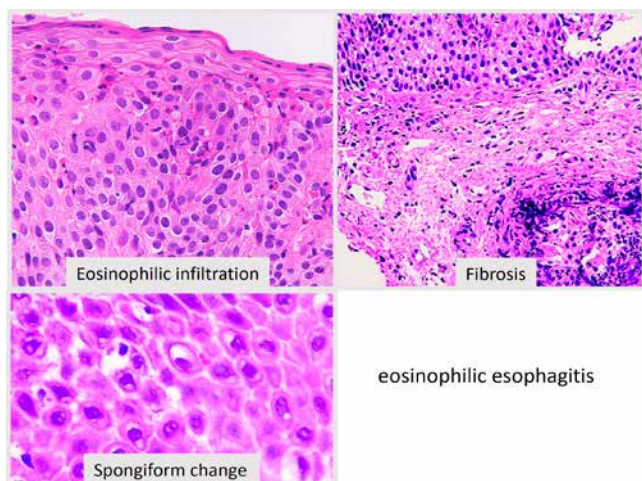 Eosinophilic infiltration
Fibrosis
eosinophilic esophagitis
Spongiform change